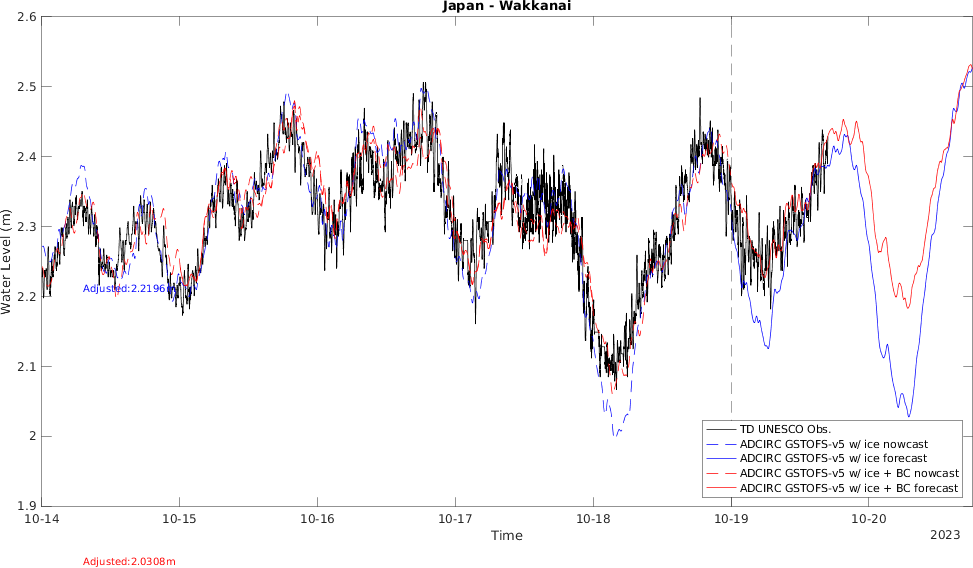 Japan - Wakkanai
2.6
2.5
2.4
2.3
2.2
2.1
2
1.9
Water Level (m)
Adjusted:2.2196m
TD UNESCO Obs.
ADCIRC GSTOFS-v5 w/ ice nowcast
ADCIRC GSTOFS-v5 w/ ice forecast
ADCIRC GSTOFS-v5 w/ ice + BC nowcast
ADCIRC GSTOFS-v5 w/ ice + BC forecast
10-14 10-15 10-16 10-17 10-18 10-19 10-20
Time
2023
Adjusted:2.0308m